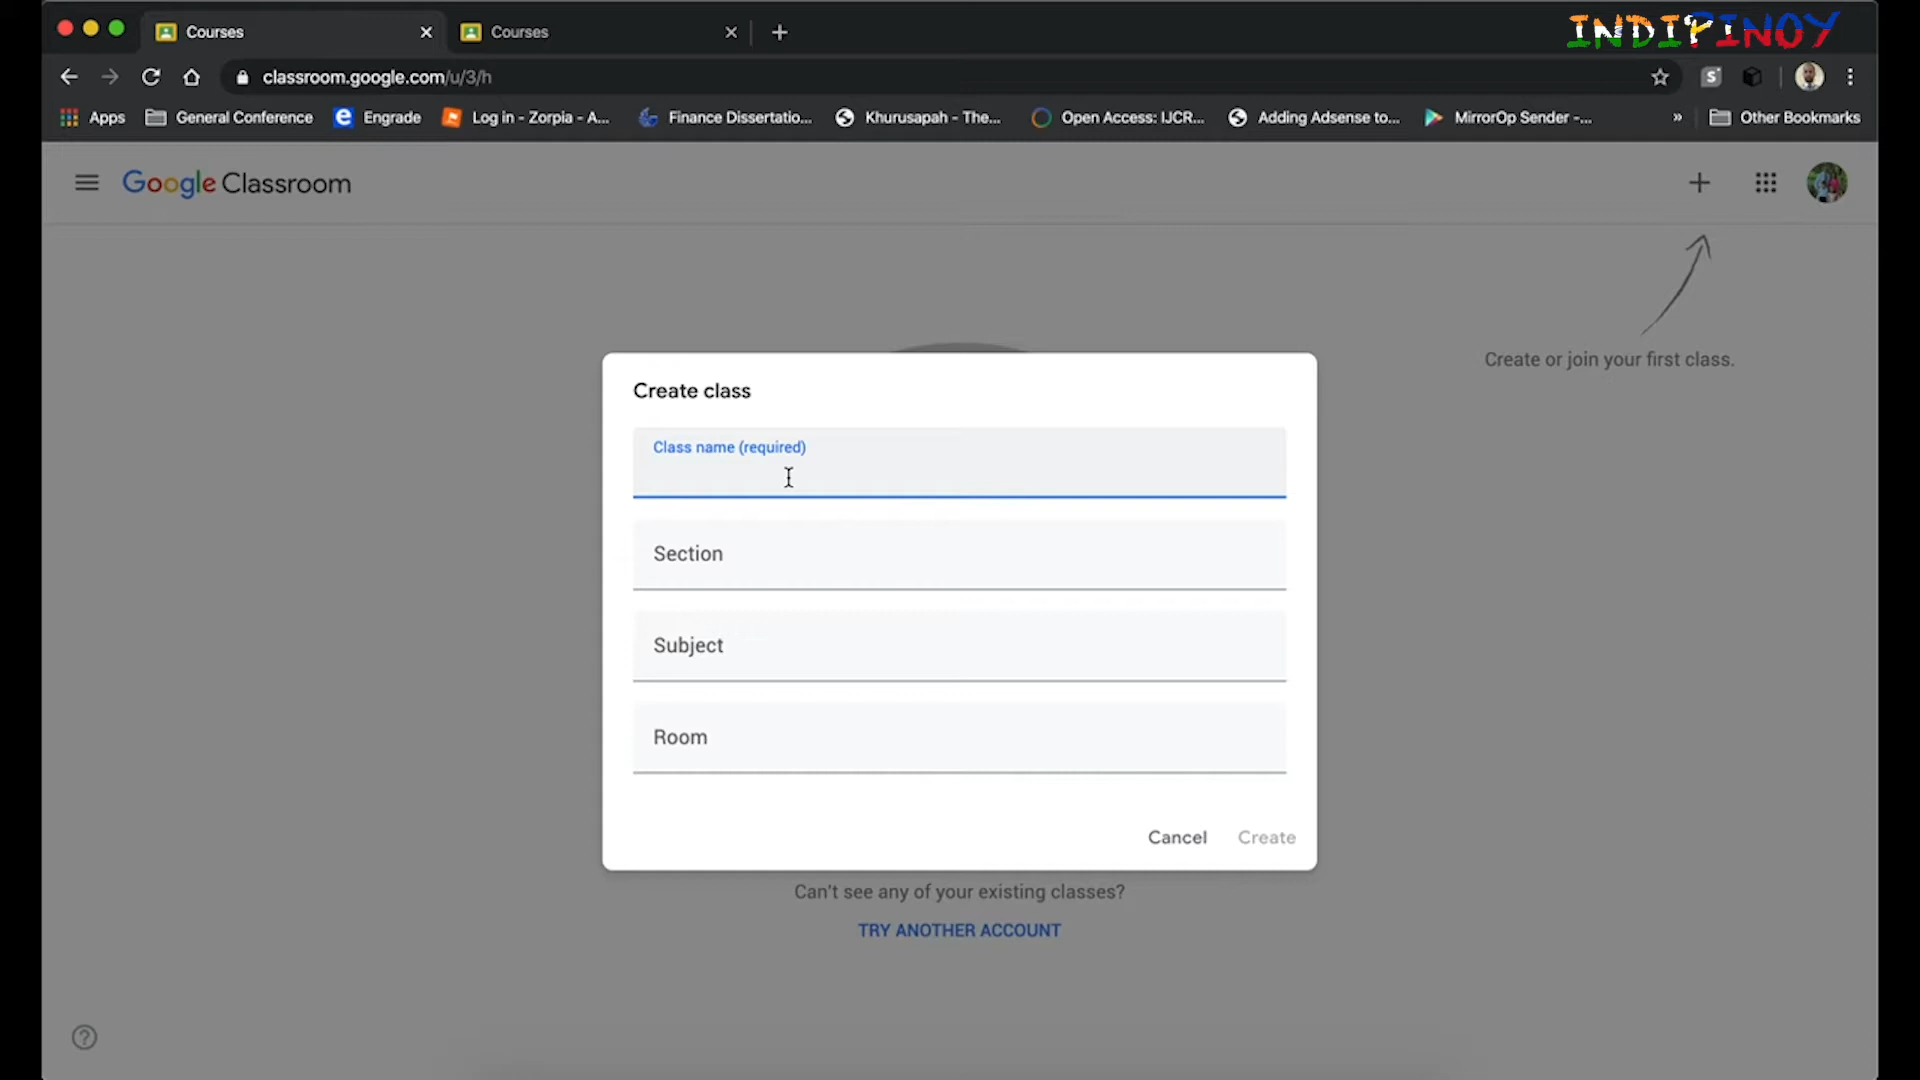 Courses
Courses
INDIPINOY
classroom.google.com/u/3/h
S
Apps
General Conference
e
Engrade
Log in - Zorpia - A...
Finance Dissertatio...
Khurusapah - The...
Open Access: IJCR...
Adding Adsense to...
MirrorOp Sender -...
»
Other Bookmarks
Google Classroom
Create or join your first class.
Create class
Class name (required)
Section
Subject
Room
Cancel
Create
Can't see any of your existing classes?
TRY ANOTHER ACCOUNT
?